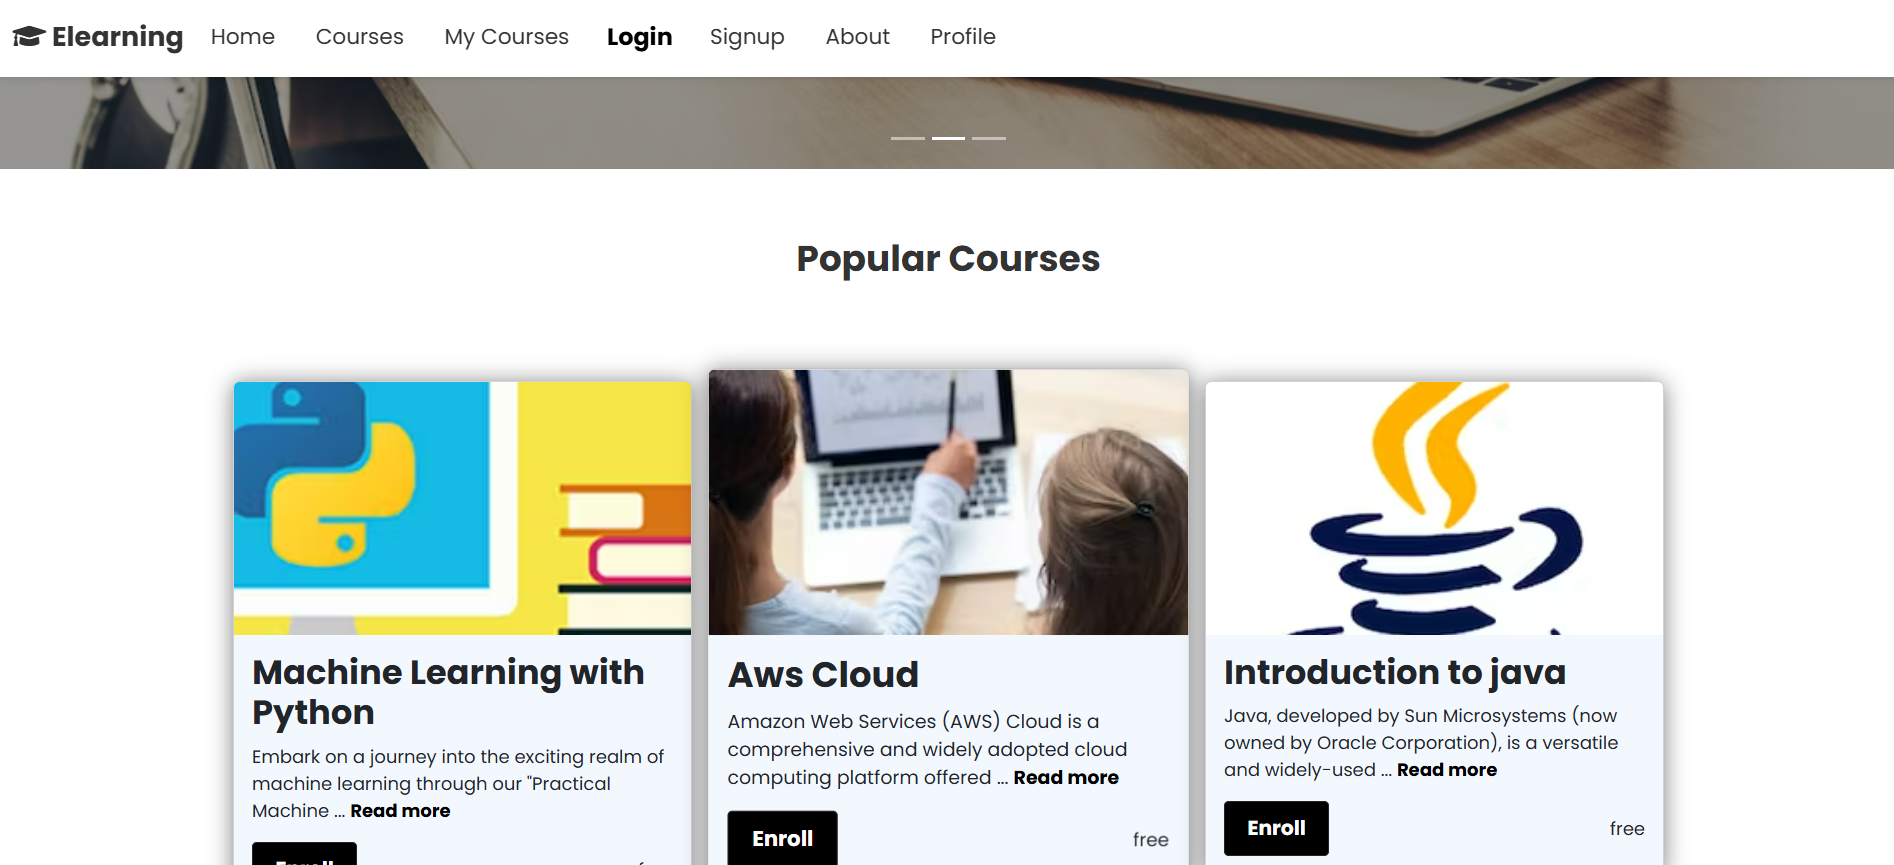 Elearning Home Courses My Courses Login Signup About Profile
Popular Courses
Machine Learning with
Python
Embark on a journey into the exciting realm of
machine learning through our "Practical
Machine ... Read more
Enroll
Aws Cloud
Amazon Web Services (AWS) Cloud is a
comprehensive and widely adopted cloud
computing platform offered ... Read more
Enroll free
Introduction to java
Java, developed by Sun Microsystems (now
owned by Oracle Corporation), is a versatile
and widely-used ... Read more
Enroll free